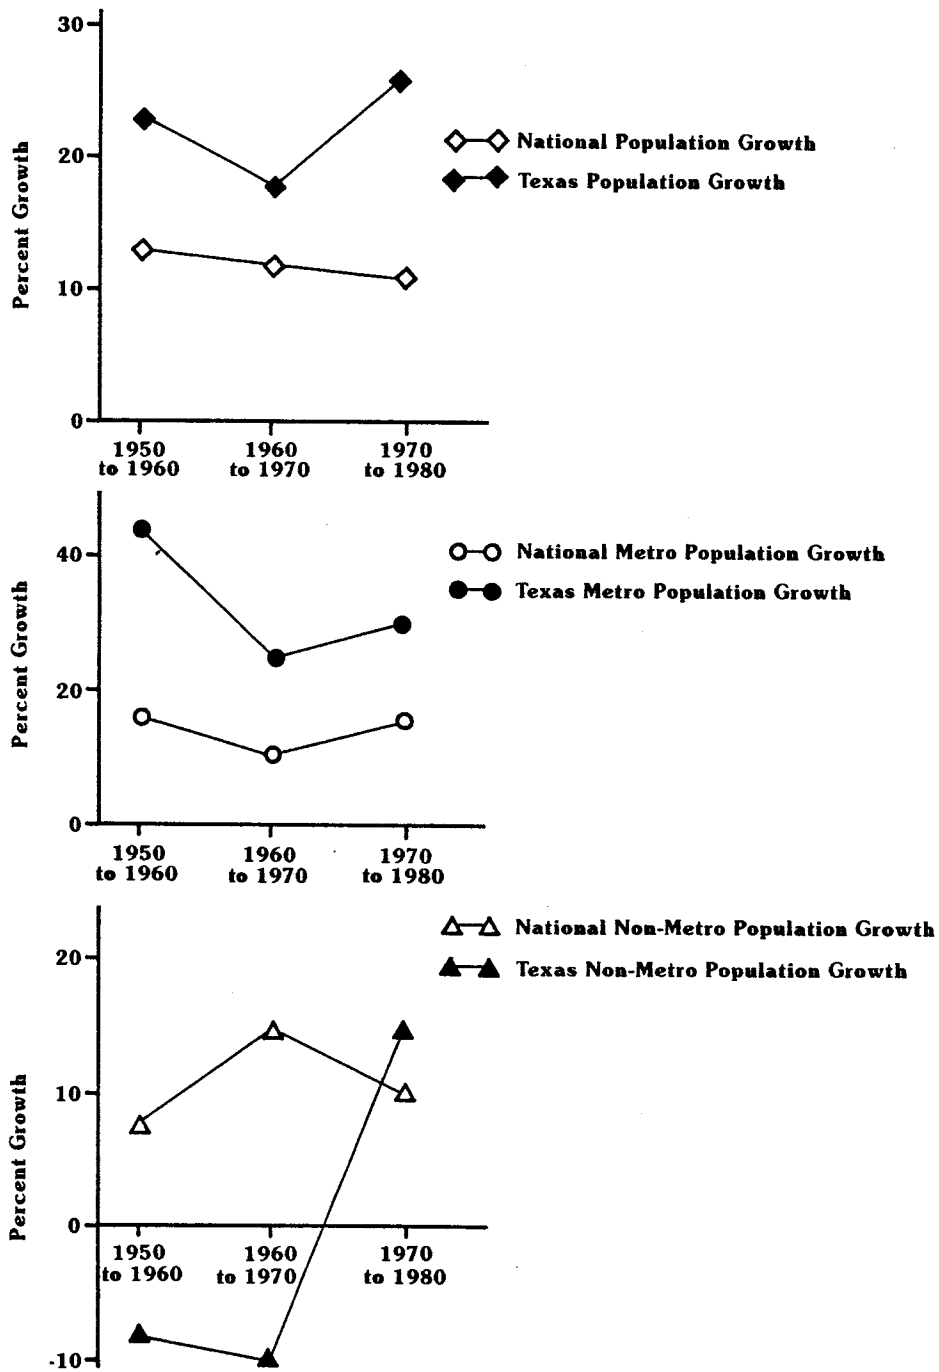 30
20
10
0
Percent Growth
National Population Growth
Texas Population Growth
1950
to 1960
1960
to 1970
1970
to 1980
40
20
0
Percent Growth
National Metro Population Growth
Texas Metro Population Growth
1950
to 1960
1960
to 1970
1970
to 1980
20
10
0
-10
Percent Growth
National Non-Metro Population Growth
Texas Non-Metro Population Growth
1950
to 1960
1960
to 1970
1970
to 1980